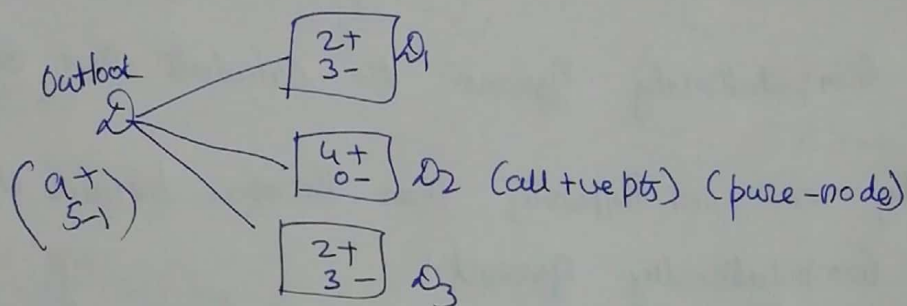 2+
3- D1
Outlook
D
(9+
5-)
4+
0- D2 (all +ve pts) (pure-node)
2+
3- D3